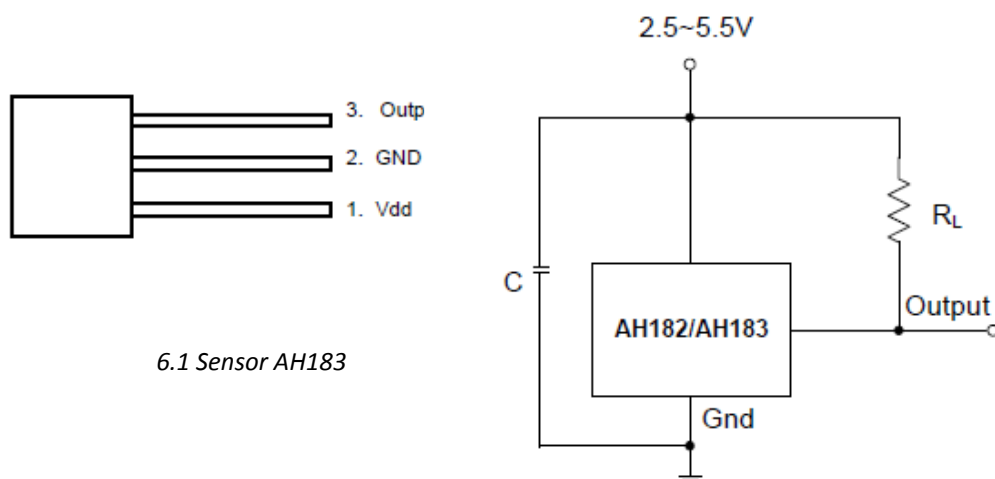 3. Outp
2. GND
1. Vdd
6.1 Sensor AH183
2.5~5.5V
C
RL
AH182/AH183
Output
Gnd